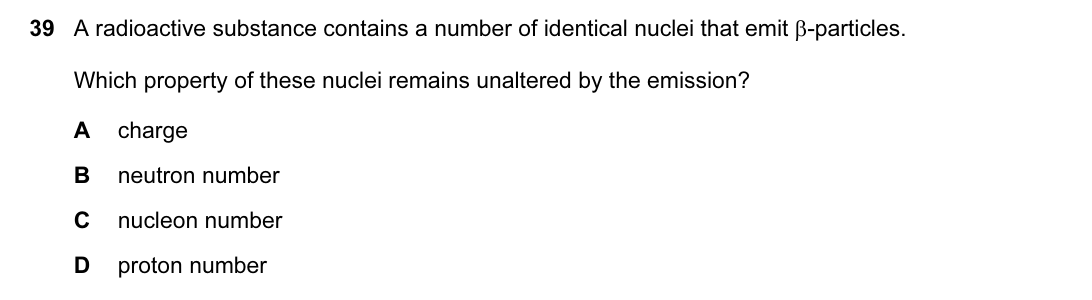 39 A radioactive substance contains a number of identical nuclei that emit β-particles.
Which property of these nuclei remains unaltered by the emission?
A charge
B neutron number
C nucleon number
D proton number